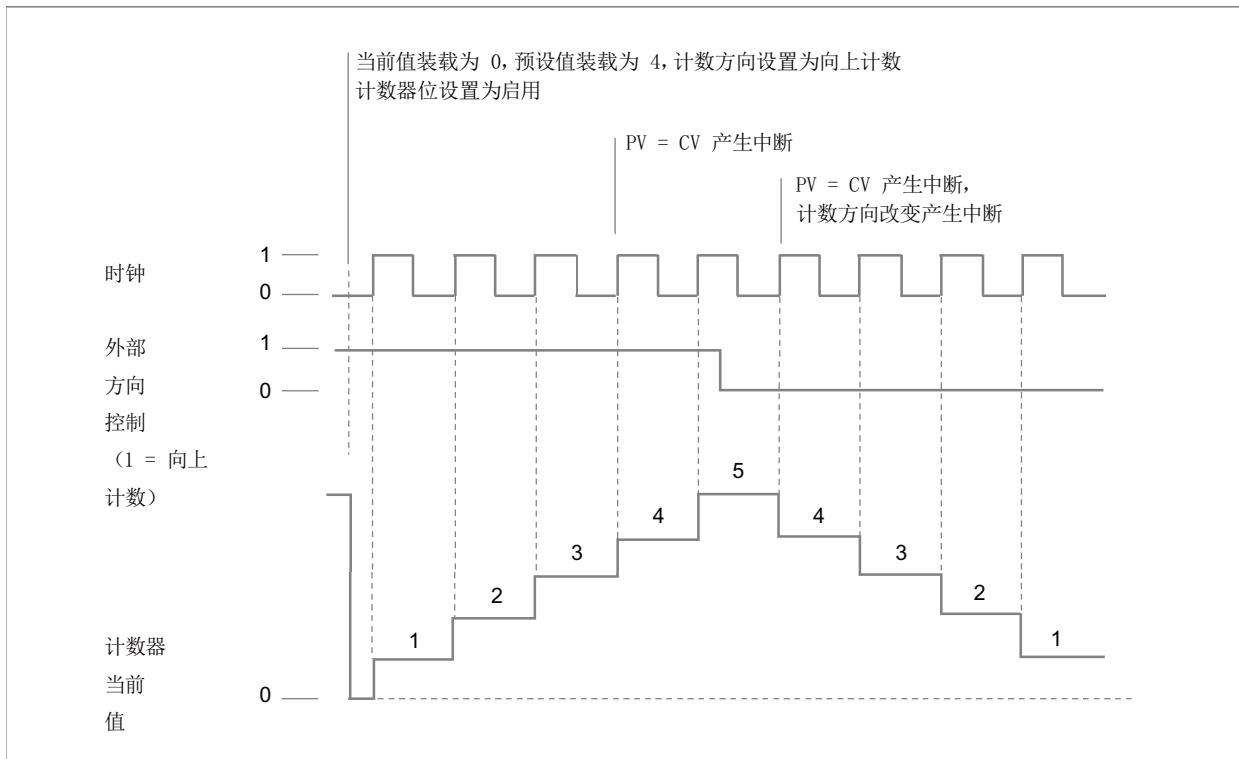 当前值装载为 0，预设值装载为 4，计数方向设置为向上计数
计数器位设置为启用
PV = CV 产生中断
PV = CV 产生中断，
计数方向改变产生中断
时钟
1
0
外部
方向
控制
（1 = 向上
计数）
1
0
5
4
4
3
3
2
2
1
1
计数器
当前
值
0